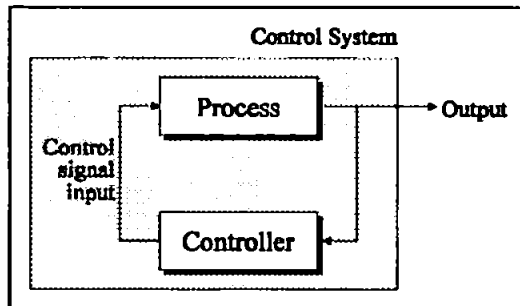 Control System
Process
Output
Control
signal
input
Controller